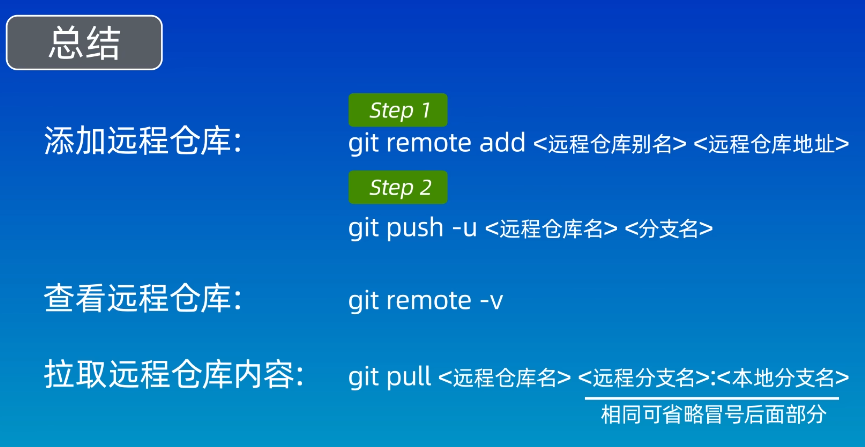 总结
Step 1
添加远程仓库: git remote add <远程仓库别名> <远程仓库地址>
Step 2
git push -u <远程仓库名> <分支名>
查看远程仓库: git remote -v
拉取远程仓库内容: git pull <远程仓库名> <远程分支名>:<本地分支名>
相同可省略冒号后面部分